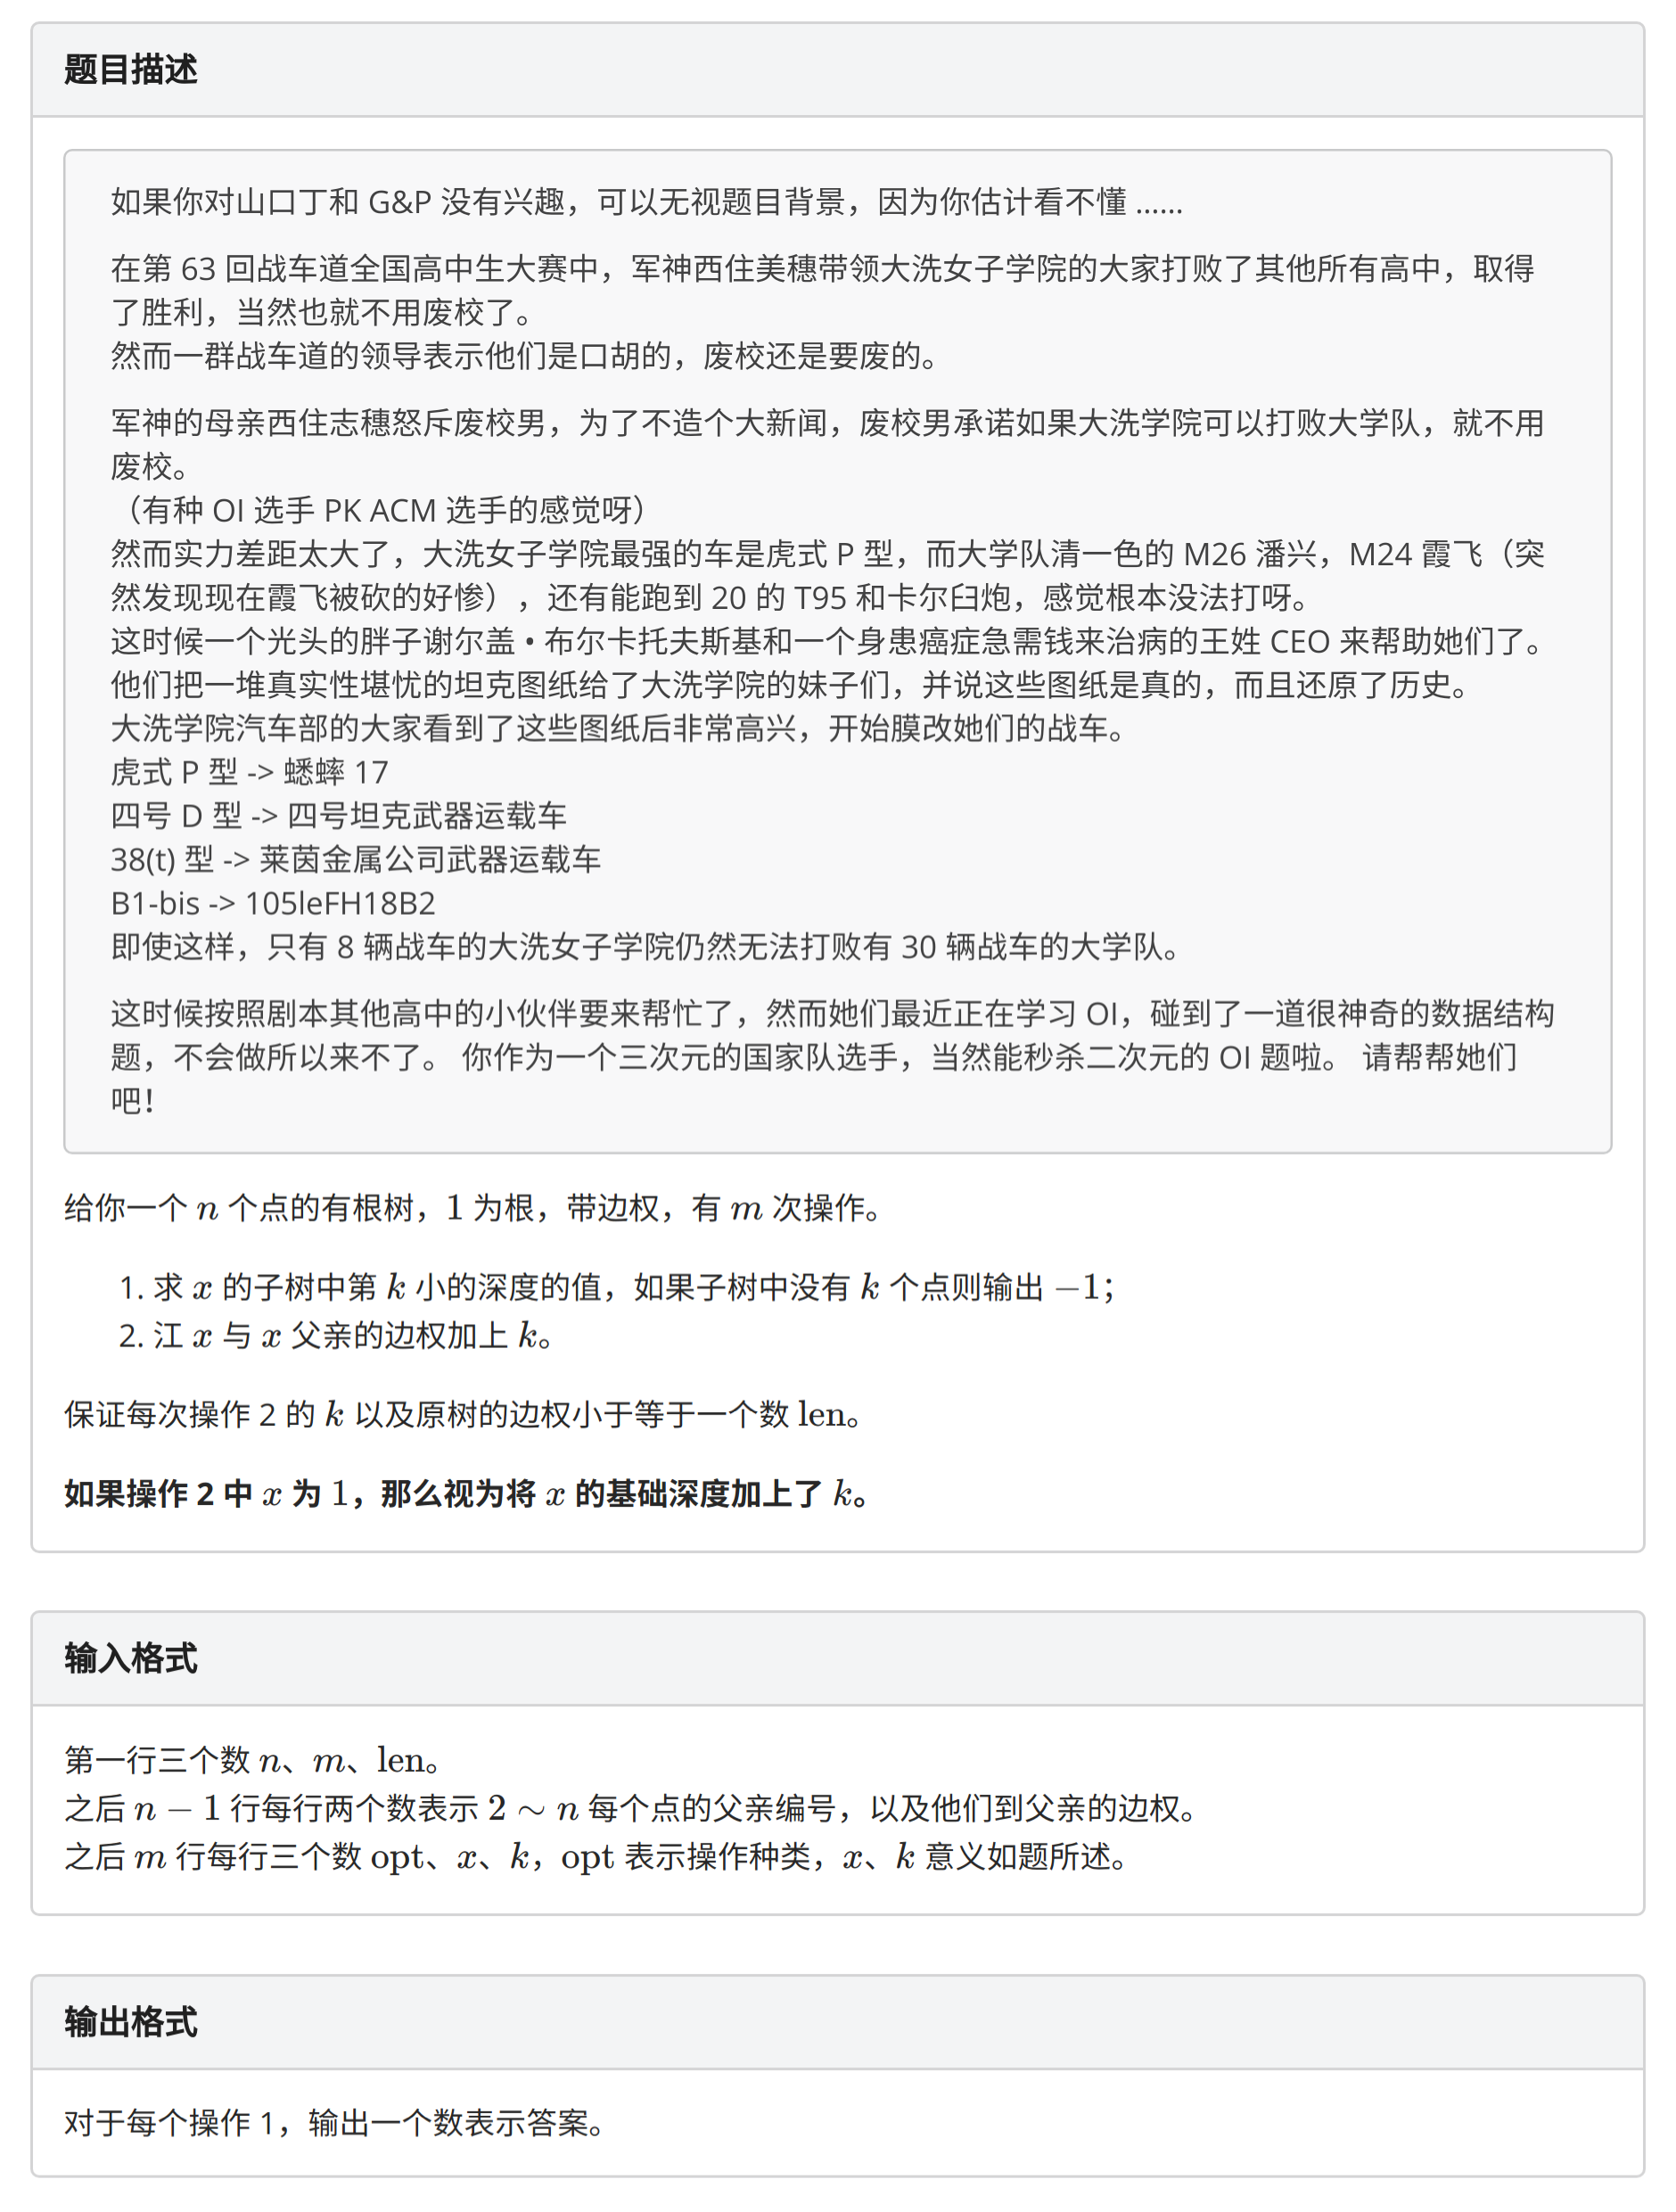 题目描述
如果你对山口丁和 G&P 没有兴趣，可以无视题目背景，因为你估计看不懂 ......
在第 63 回战车道全国高中生大赛中，军神西住美穗带领大洗女子学院的大家打败了其他所有高中，取得
了胜利，当然也就不用废校了。
然而一群战车道的领导表示他们是口胡的，废校还是要废的。
军神的母亲西住志穗怒斥废校男，为了不造个大新闻，废校男承诺如果大洗学院可以打败大学队，就不用
废校。
（有种 OI 选手 PK ACM 选手的感觉呀）
然而实力差距太大了，大洗女子学院最强的车是虎式 P 型，而大学队清一色的 M26 潘兴，M24 霞飞（突
然发现现在霞飞被砍的好惨），还有能跑到 20 的 T95 和卡尔臼炮，感觉根本没法打呀。
这时候一个光头的胖子谢尔盖 • 布尔卡托夫斯基和一个身患癌症急需钱来治病的王姓 CEO 来帮助她们了。
他们把一堆真实性堪忧的坦克图纸给了大洗学院的妹子们，并说这些图纸是真的，而且还原了历史。
大洗学院汽车部的大家看到了这些图纸后非常高兴，开始膜改她们的战车。
虎式 P 型 -> 蟋蟀 17
四号 D 型 -> 四号坦克武器运载车
38(t) 型 -> 莱茵金属公司武器运载车
B1-bis -> 105leFH18B2
即使这样，只有 8 辆战车的大洗女子学院仍然无法打败有 30 辆战车的大学队。
这时候按照剧本其他高中的小伙伴要来帮忙了，然而她们最近正在学习 OI，碰到了一道很神奇的数据结构
题，不会做所以来不了。 你作为一个三次元的国家队选手，当然能秒杀二次元的 OI 题啦。 请帮帮她们
吧！
给你一个 n 个点的有根树，1 为根，带边权，有 m 次操作。
1. 求 x 的子树中第 k 小的深度的值，如果子树中没有 k 个点则输出 −1；
2. 江 x 与 x 父亲的边权加上 k。
保证每次操作 2 的 k 以及原树的边权小于等于一个数 len。
如果操作 2 中 x 为 1，那么视为将 x 的基础深度加上了 k。
输入格式
第一行三个数 n、m、len。
之后 n − 1 行每行两个数表示 2 ∼ n 每个点的父亲编号，以及他们到父亲的边权。
之后 m 行每行三个数 opt、x、k，opt 表示操作种类，x、k 意义如题所述。
输出格式
对于每个操作 1，输出一个数表示答案。